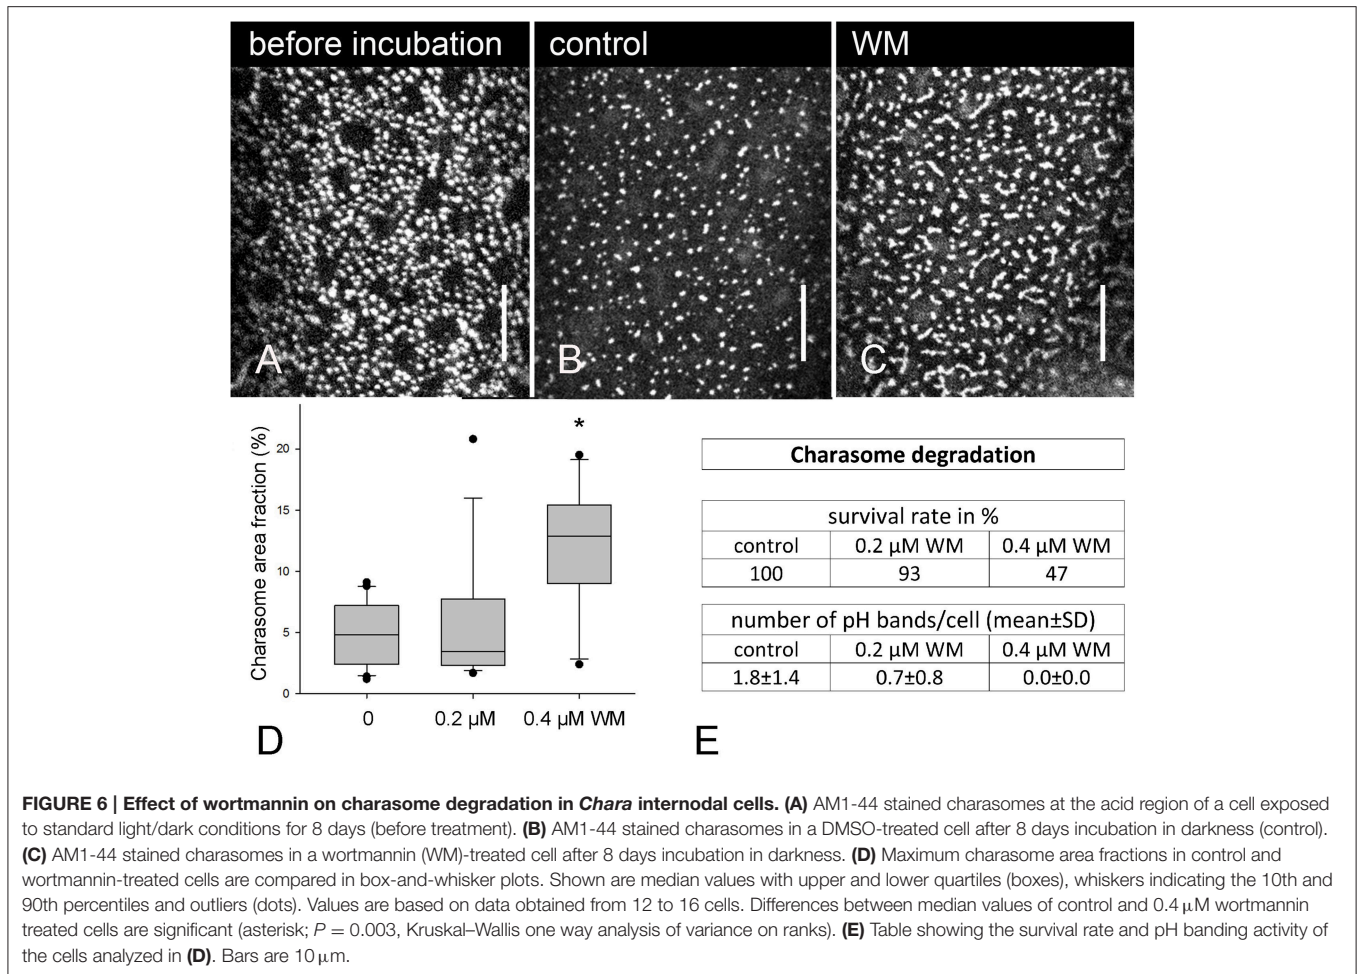 before incubation
control
WM
A
B
C
Charasome area fraction (%)
20
15
10
5
0
*
0
0.2 µM
0.4 µM WM
D
Charasome degradation
survival rate in %
control 0.2 µM WM 0.4 µM WM
100 93 47
number of pH bands/cell (mean±SD)
control 0.2 µM WM 0.4 µM WM
1.8±1.4 0.7±0.8 0.0±0.0
E
FIGURE 6 | Effect of wortmannin on charasome degradation in Chara internodal cells. (A) AM1-44 stained charasomes at the acid region of a cell exposed
to standard light/dark conditions for 8 days (before treatment). (B) AM1-44 stained charasomes in a DMSO-treated cell after 8 days incubation in darkness (control).
(C) AM1-44 stained charasomes in a wortmannin (WM)-treated cell after 8 days incubation in darkness. (D) Maximum charasome area fractions in control and
wortmannin-treated cells are compared in box-and-whisker plots. Shown are median values with upper and lower quartiles (boxes), whiskers indicating the 10th and
90th percentiles and outliers (dots). Values are based on data obtained from 12 to 16 cells. Differences between median values of control and 0.4 µM wortmannin
treated cells are significant (asterisk; P = 0.003, Kruskal–Wallis one way analysis of variance on ranks). (E) Table showing the survival rate and pH banding activity of
the cells analyzed in (D). Bars are 10 µm.